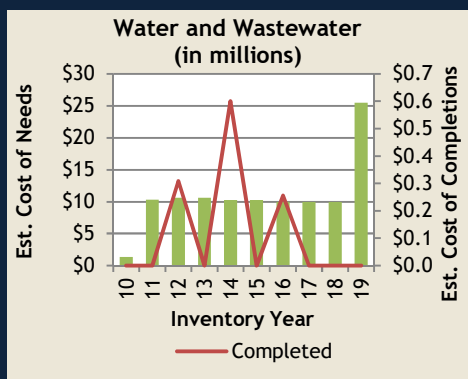 Water and Wastewater
(in millions)
Est. Cost of Needs
$30
$25
$20
$15
$10
$5
$0
$0.7
$0.6
$0.5
$0.4
$0.3
$0.2
$0.1
$0.0
Est. Cost of Completions
10 11 12 13 14 15 16 17 18 19
Inventory Year
Completed